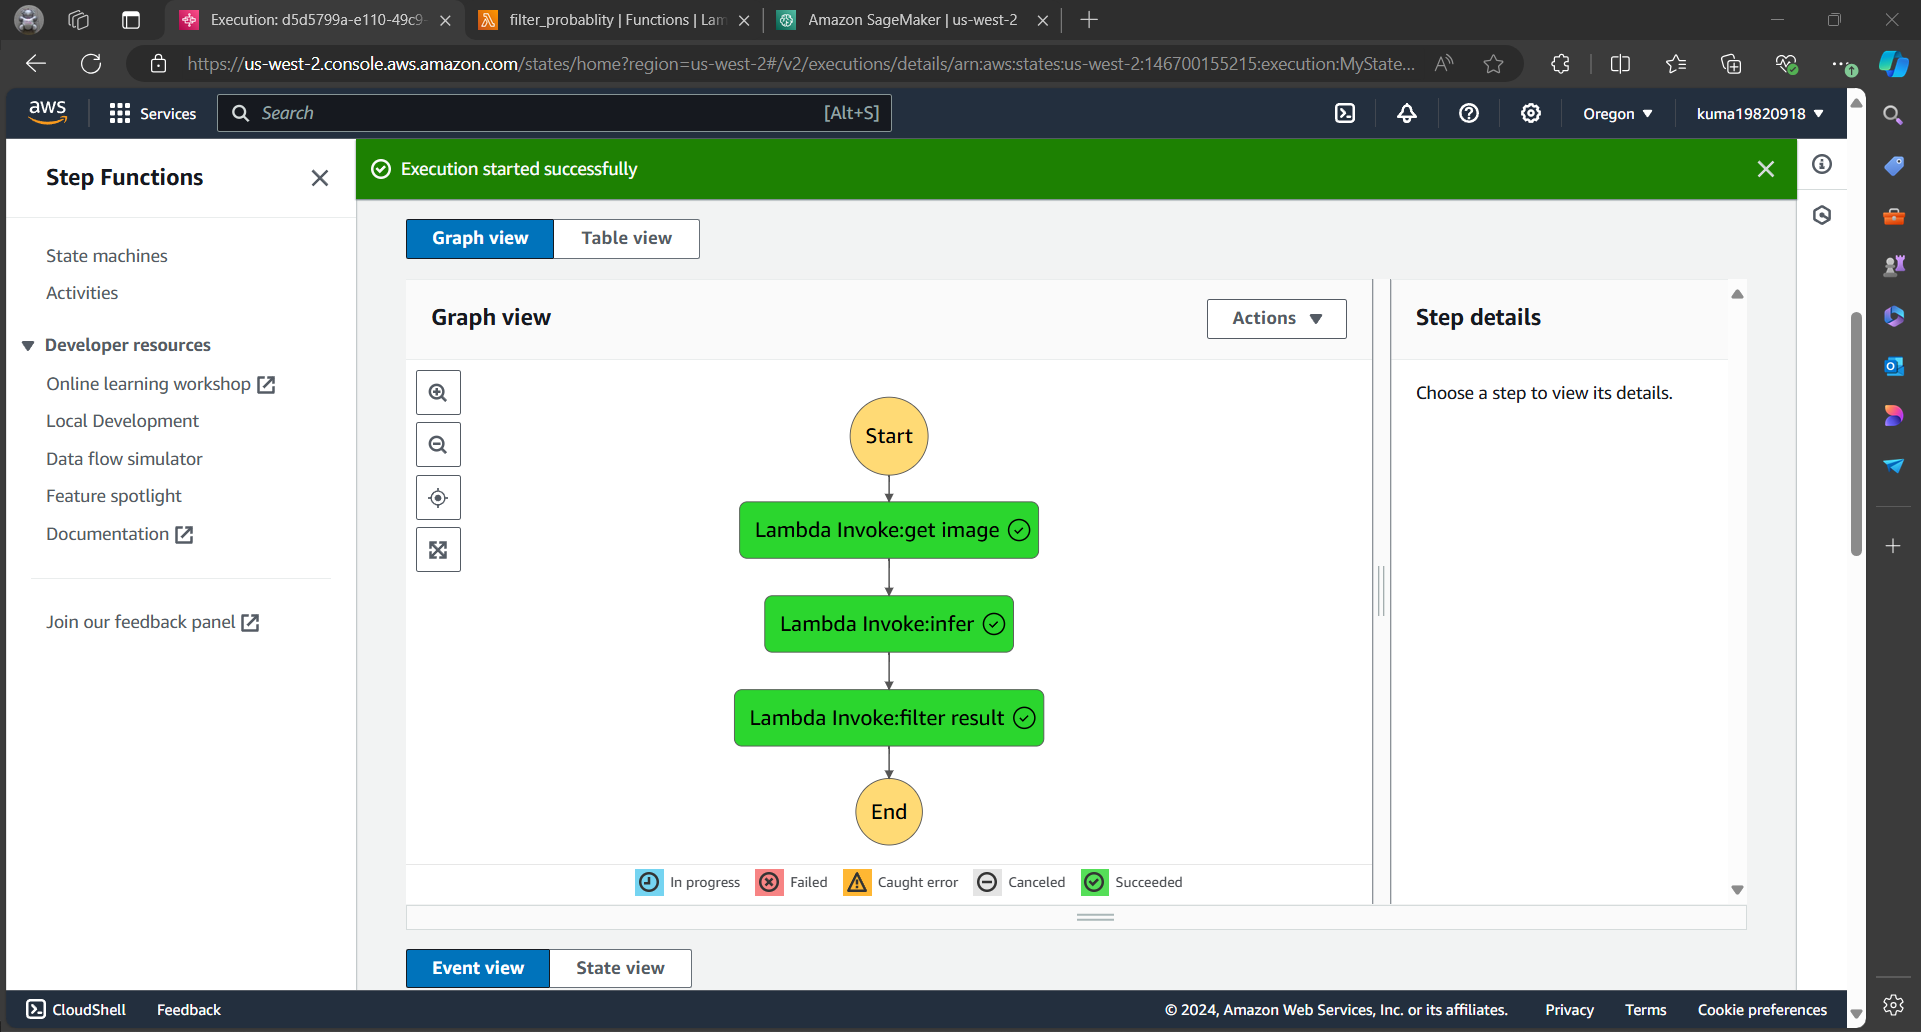 Execution: d5d5799a-e110-49c9-
filter_probablity | Functions | Lam
Amazon SageMaker | us-west-2
https://us-west-2.console.aws.amazon.com/states/home?region=us-west-2#/v2/executions/details/arn:aws:states:us-west-2:146700155215:execution:MyState...
aws
Services
Search
[Alt+S]
Oregon
kuma19820918
Step Functions
Execution started successfully
State machines
Activities
Developer resources
Online learning workshop
Local Development
Data flow simulator
Feature spotlight
Documentation
Join our feedback panel
Graph view
Table view
Graph view
Actions
Start
Lambda Invoke:get image
Lambda Invoke:infer
Lambda Invoke:filter result
End
In progress
Failed
Caught error
Canceled
Succeeded
Step details
Choose a step to view its details.
Event view
State view
CloudShell
Feedback
© 2024, Amazon Web Services, Inc. or its affiliates.
Privacy
Terms
Cookie preferences